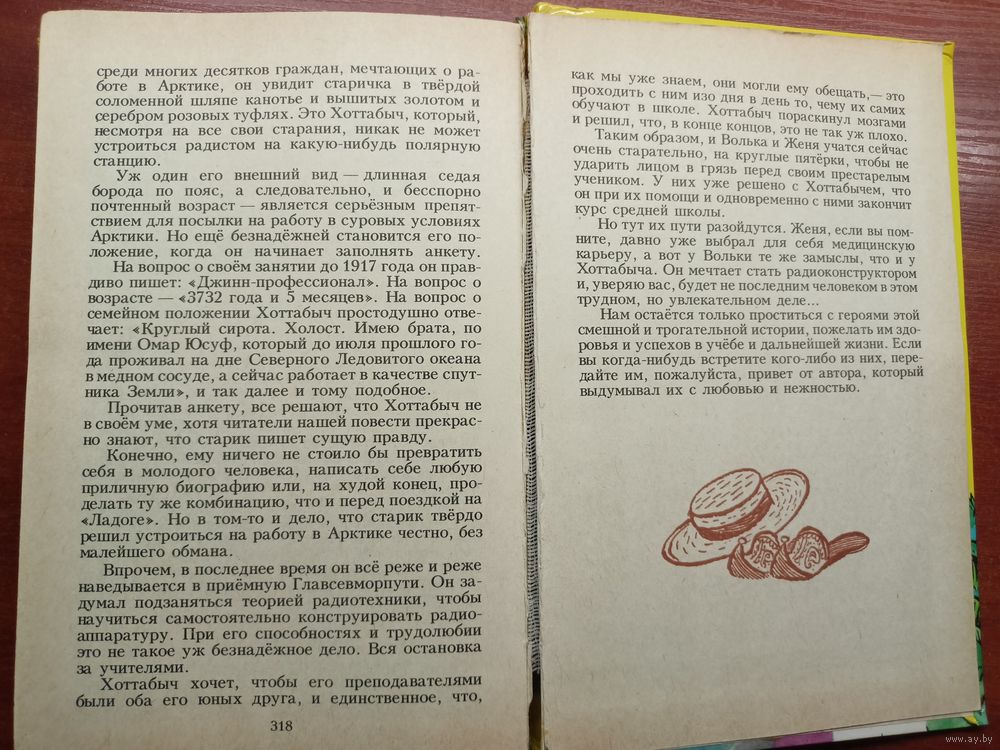 среди многих десятков граждан, мечтающих о ра-
боте в Арктике, он увидит старичка в твёрдой
соломенной шляпе канотье и вышитых золотом и
серебром розовых туфлях. Это Хоттабыч, который,
несмотря на все свои старания, никак не может
устроиться радистом на какую-нибудь полярную
станцию.
Уж один его внешний вид — длинная седая
борода по пояс, а следовательно, и бесспорно
почтенный возраст — является серьёзным препят-
ствием для посылки на работу в суровых условиях
Арктики. Но ещё безнадёжней становится его по-
ложение, когда он начинает заполнять анкету.
На вопрос о своём занятии до 1917 года он прав-
диво пишет: «Джинн-профессионал». На вопрос о
возрасте — «3732 года и 5 месяцев». На вопрос о
семейном положении Хоттабыч простодушно отве-
чает: «Круглый сирота. Холост. Имею брата, по
имени Омар Юсуф, который до июля прошлого го-
да проживал на дне Северного Ледовитого океана
в медном сосуде, а сейчас работает в качестве спут-
ника Земли», и так далее и тому подобное.
Прочитав анкету, все решают, что Хоттабыч не
в своём уме, хотя читатели нашей повести прекрас-
но знают, что старик пишет сущую правду.
Конечно, ему ничего не стоило бы превратить
себя в молодого человека, написать себе любую
приличную биографию или, на худой конец, про-
делать ту же комбинацию, что и перед поездкой на
«Ладоге». Но в том-то и дело, что старик твёрдо
решил устроиться на работу в Арктике честно, без
малейшего обмана.
Впрочем, в последнее время он всё реже и реже
наведывается в приёмную Главсевморпути. Он за-
думал подзаняться теорией радиотехники, чтобы
научиться самостоятельно конструировать радио-
аппаратуру. При его способностях и трудолюбии
это не такое уж безнадёжное дело. Вся остановка
за учителями.
Хоттабыч хочет, чтобы его преподавателями
были оба его юных друга, и единственное, что,
318
как мы уже знаем, они могли ему обещать,— это
проходить с ним изо дня в день то, чему их самих
обучают в школе. Хоттабыч пораскинул мозгами
и решил, что, в конце концов, это не так уж плохо.
Таким образом, и Волька и Женя учатся сейчас
очень старательно, на круглые пятёрки, чтобы не
ударить лицом в грязь перед своим престарелым
учеником. У них уже решено с Хоттабычем, что
он при их помощи и одновременно с ними закончит
курс средней школы.
Но тут их пути разойдутся. Женя, если вы пом-
ните, давно уже выбрал для себя медицинскую
карьеру, а вот у Вольки те же замыслы, что и у
Хоттабыча. Он мечтает стать радиоконструктором
и, уверяю вас, будет не последним человеком в этом
трудном, но увлекательном деле...
Нам остаётся только проститься с героями этой
смешной и трогательной истории, пожелать им здо-
ровья и успехов в учёбе и дальнейшей жизни. Если
вы когда-нибудь встретите кого-либо из них, пере-
дайте им, пожалуйста, привет от автора, который
выдумывал их с любовью и нежностью.
www.ay.by